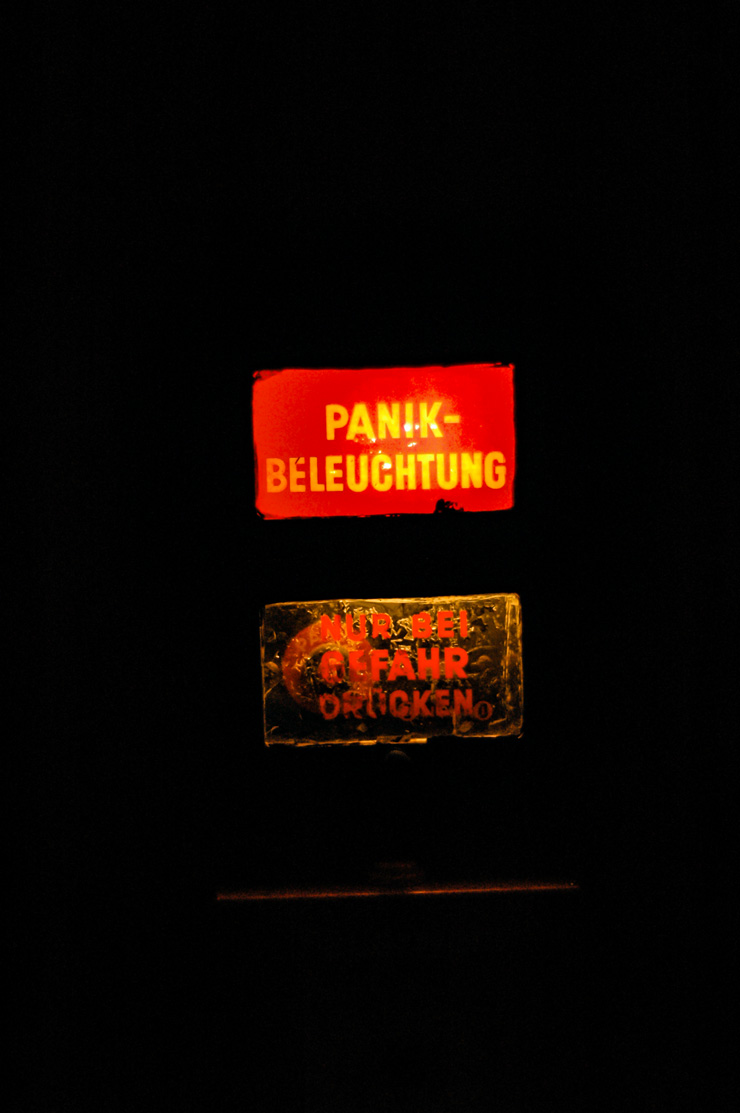 PANIK-
BELEUCHTUNG
NUR BEI
GEFAHR
DRÜCKEN